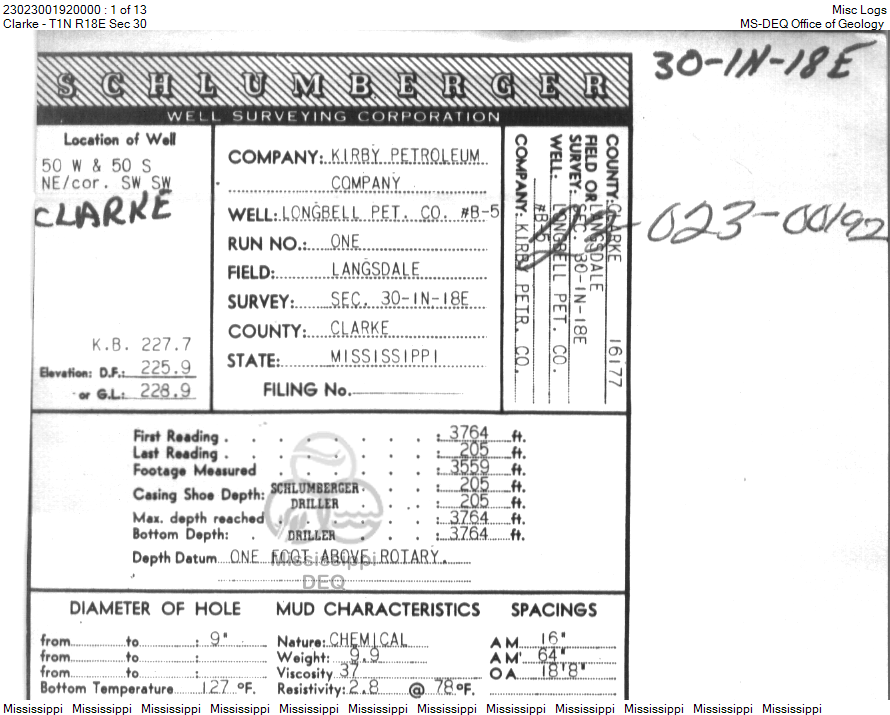 23023001920000 : 1 of 13
Clarke - T1N R18E Sec 30
Misc Logs
MS-DEQ Office of Geology
30-1N-18E
SCHLUMBERGER
WELL SURVEYING CORPORATION
Location of Well
50 W & 50 S
NE/cor. SW SW
CLARKE
K.B. 227.7
Elevation: D.F.: 225.9
or G.L.: 228.9
COMPANY: KIRBY PETROLEUM
COMPANY
WELL: LONGBELL PET. CO. #B-5
RUN NO.: ONE
FIELD: LANGSDALE
SURVEY: SEC. 30-1N-18E
COUNTY: CLARKE
STATE: MISSISSIPPI
FILING No.
COUNTY: CLARKE 16177
FIELD OR LANGSDALE
SURVEY: SEC. 30-1N-18E
WELL: LONGBELL PET. CO.
#B-5
COMPANY: KIRBY PETR. CO.
023-00192
First Reading : 3764 ft.
Last Reading : 205 ft.
Footage Measured : 3559 ft.
Casing Shoe Depth: SCHLUMBERGER : 205 ft.
DRILLER : 205 ft.
Max. depth reached : 3764 ft.
Bottom Depth: DRILLER : 3764 ft.
Depth Datum ONE FOOT ABOVE ROTARY.
Mississippi
DEQ
DIAMETER OF HOLE
from to : 9"
from to :
from to :
Bottom Temperature 127 °F.
MUD CHARACTERISTICS
Nature: CHEMICAL
Weight: 9.9
Viscosity 37
Resistivity: 2.8 @ 78 °F.
SPACINGS
AM 16"
AM' 64"
OA 18'8"
Mississippi Mississippi Mississippi Mississippi Mississippi Mississippi Mississippi Mississippi Mississippi Mississippi Mississippi Mississippi